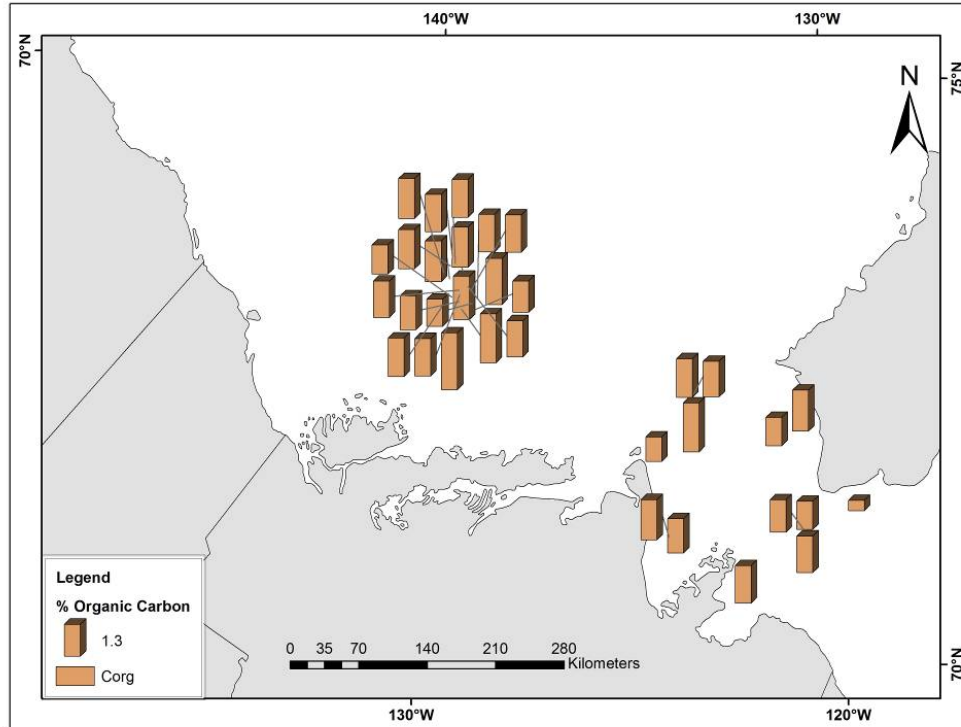 140°W 130°W
70°N
75°N
N
Legend
% Organic Carbon
1.3
Corg
0 35 70 140 210 280
Kilometers
70°N
130°W 120°W